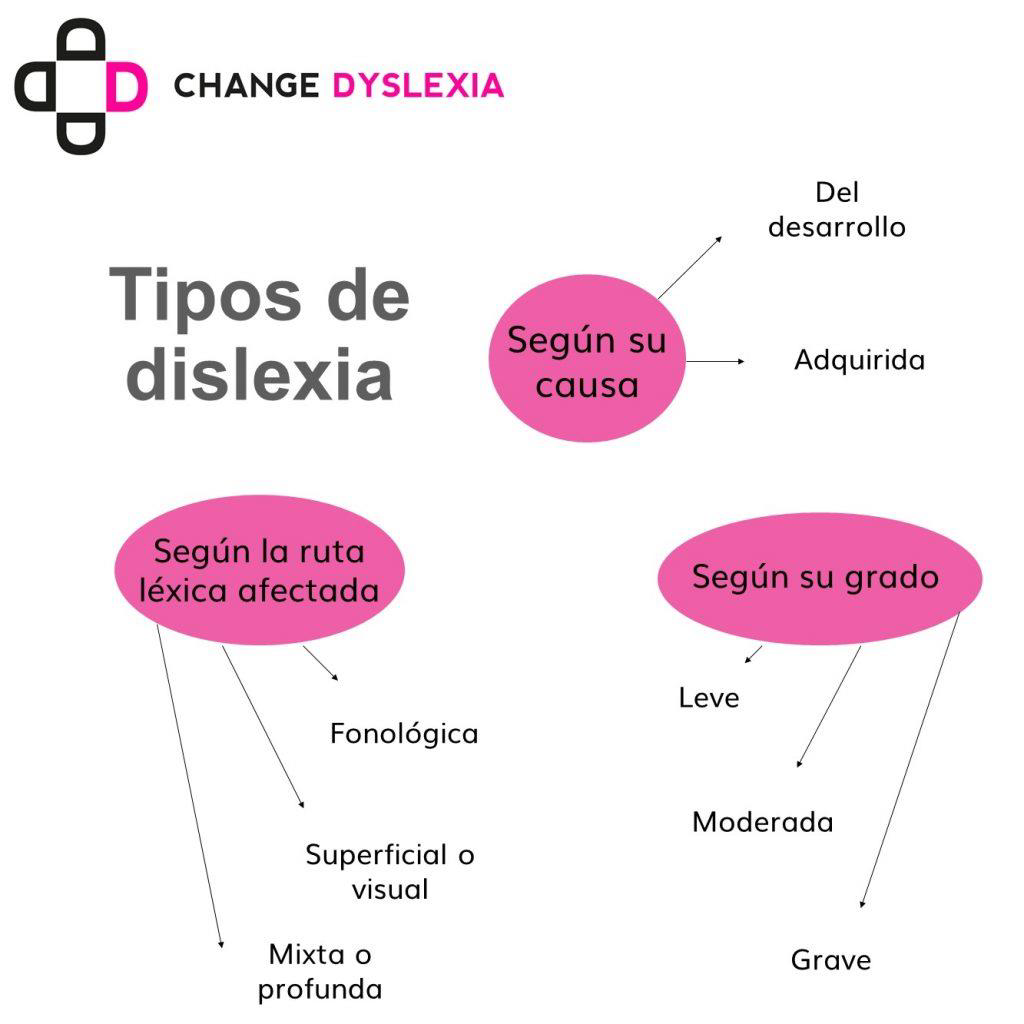 CHANGE DYSLEXIA
Tipos de
dislexia
Según su
causa
Del
desarrollo
Adquirida
Según la ruta
léxica afectada
Fonológica
Superficial o
visual
Mixta o
profunda
Según su grado
Leve
Moderada
Grave